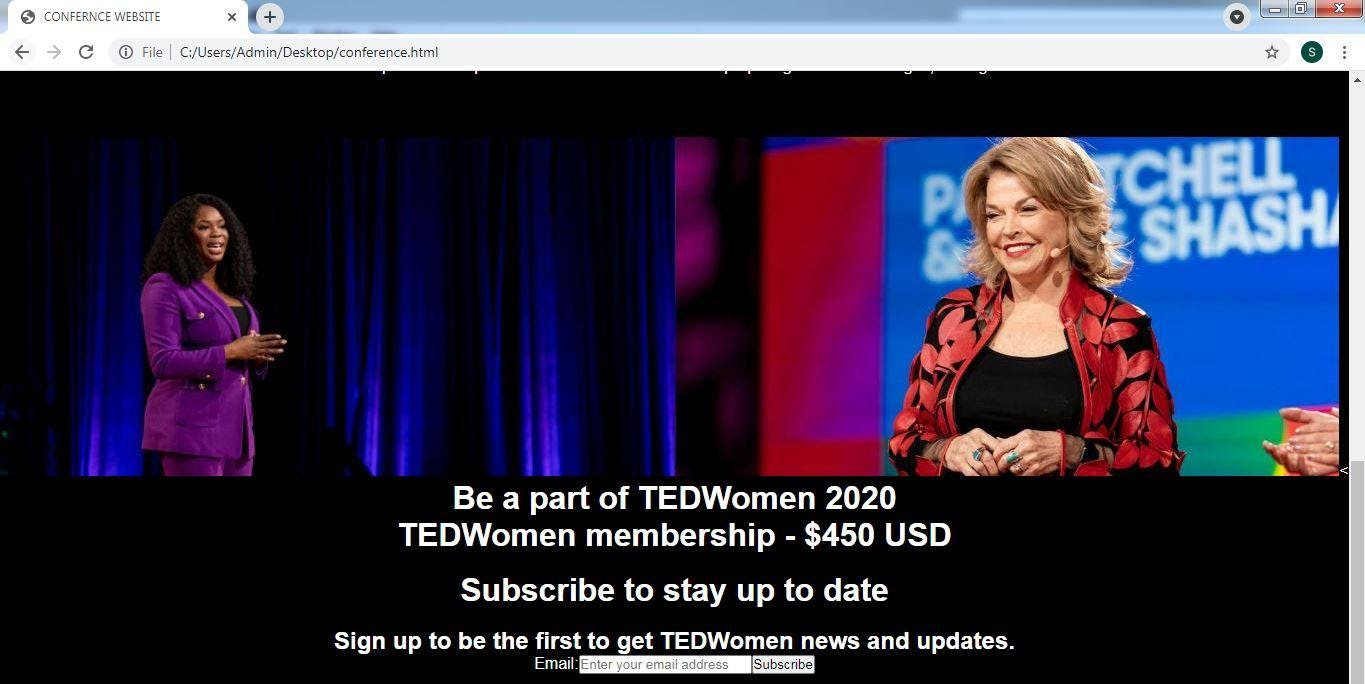 CONFERNCE WEBSITE
File C:/Users/Admin/Desktop/conference.html
S
TCHELL
& E SHASHA
<
Be a part of TEDWomen 2020
TEDWomen membership - $450 USD
Subscribe to stay up to date
Sign up to be the first to get TEDWomen news and updates.
Email: Enter your email address Subscribe